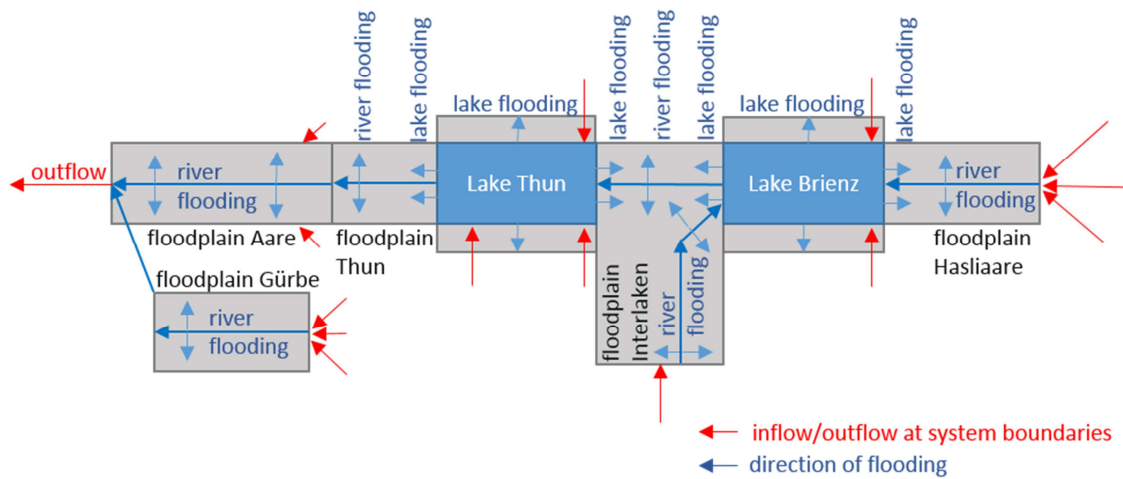 river flooding
lake flooding
lake flooding
lake flooding
river flooding
lake flooding
lake flooding
lake flooding
outflow
river
flooding
Lake Thun
Lake Brienz
river
flooding
floodplain Aare
floodplain
Thun
floodplain
Hasliaare
floodplain Gürbe
river
flooding
floodplain
Interlaken
river
flooding
inflow/outflow at system boundaries
direction of flooding